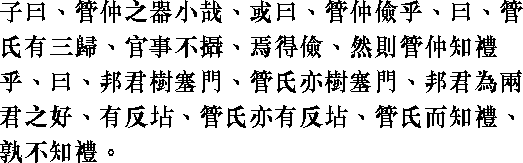 子曰、管仲之器小哉、或曰、管仲儉乎、曰、管
氏有三歸、官事不攝、焉得儉、然則管仲知禮
乎、曰、邦君樹塞門、管氏亦樹塞門、邦君為兩
君之好、有反坫、管氏亦有反坫、管氏而知禮、
孰不知禮。